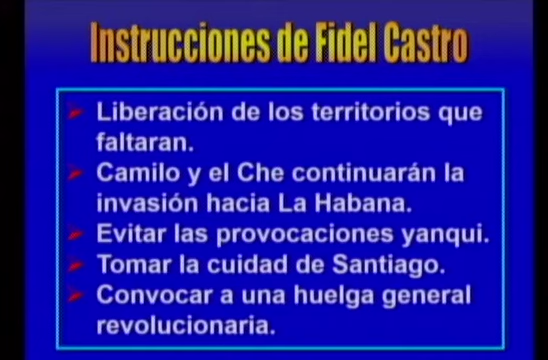 Instrucciones de Fidel Castro
Liberación de los territorios que
faltaran.
Camilo y el Che continuarán la
invasión hacia La Habana.
Evitar las provocaciones yanqui.
Tomar la cuidad de Santiago.
Convocar a una huelga general
revolucionaria.